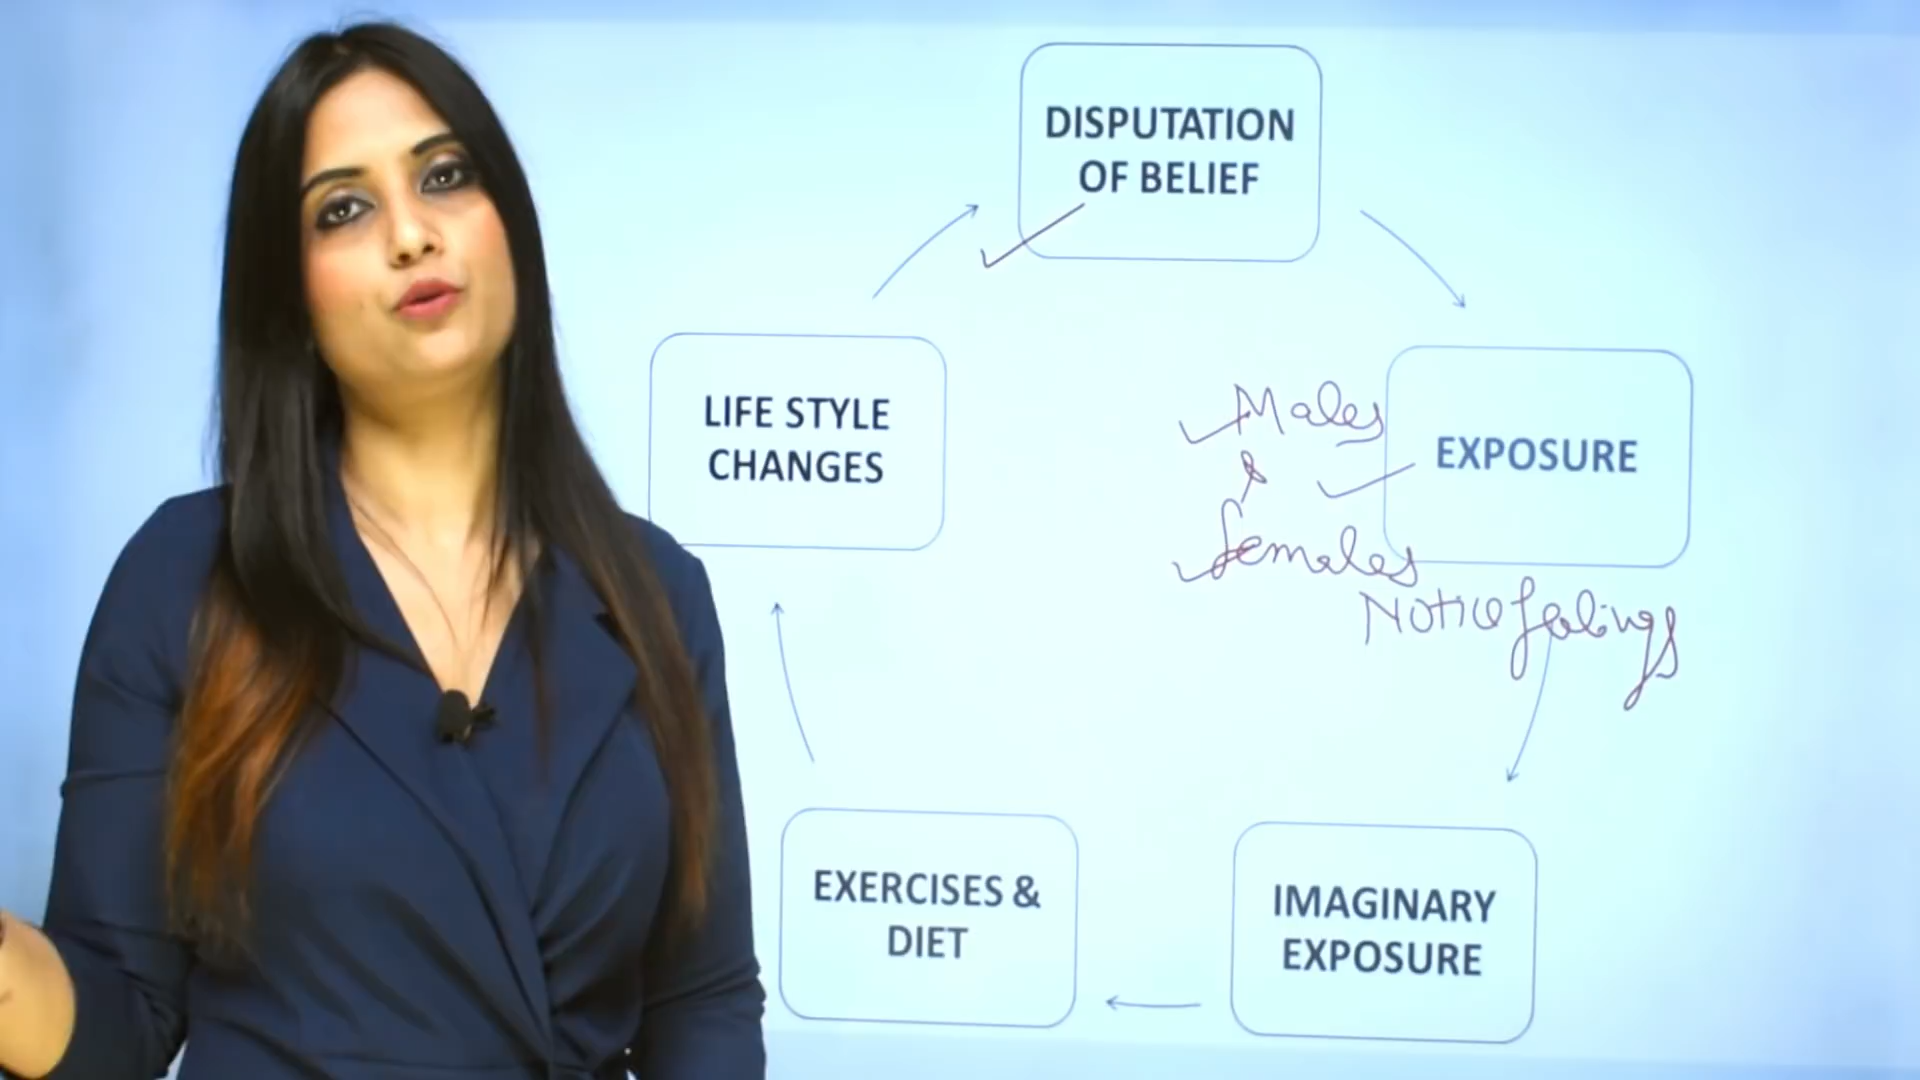 DISPUTATION
OF BELIEF
LIFE STYLE
CHANGES
Males
&
females
EXPOSURE
Notice feelings
EXERCISES &
DIET
IMAGINARY
EXPOSURE